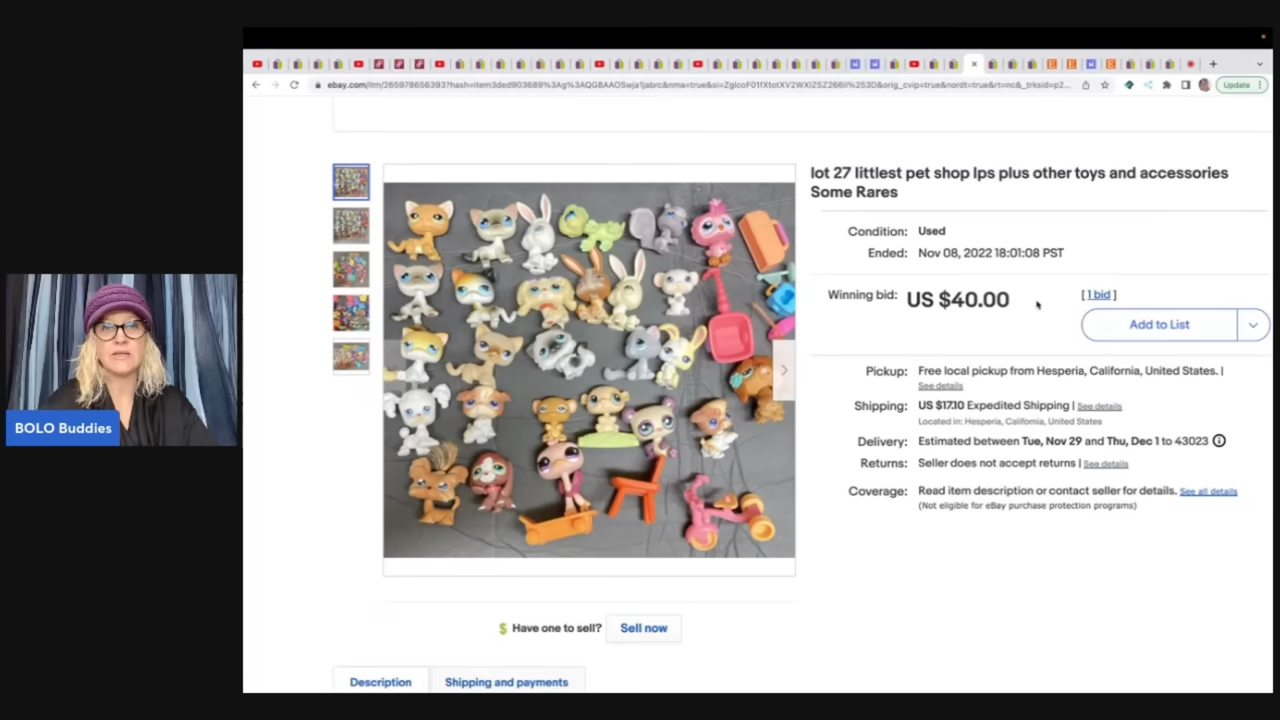 Update
lot 27 littlest pet shop lps plus other toys and accessories
Some Rares
Condition: Used
Ended: Nov 08, 2022 18:01:08 PST
Winning bid: US $40.00 [ 1 bid ]
Add to List
Pickup: Free local pickup from Hesperia, California, United States. |
See details
Shipping: US $17.10 Expedited Shipping | See details
Located in: Hesperia, California, United States
Delivery: Estimated between Tue, Nov 29 and Thu, Dec 1 to 43023
Returns: Seller does not accept returns | See details
Coverage: Read item description or contact seller for details. See all details
(Not eligible for eBay purchase protection programs)
BOLO Buddies
$ Have one to sell? Sell now
Description Shipping and payments